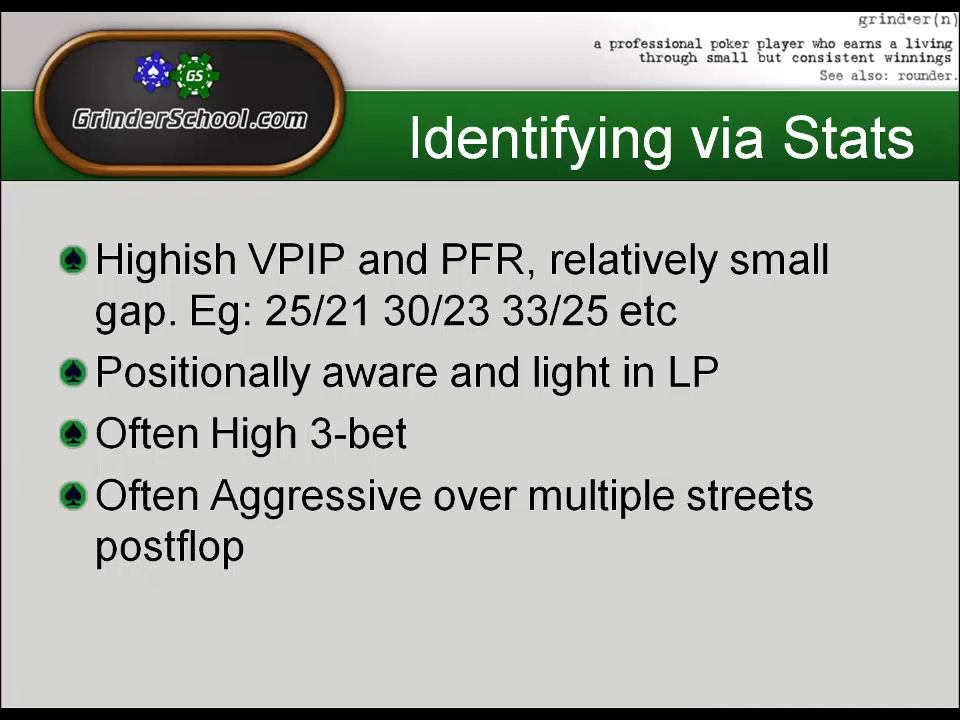 grind•er(n)
a professional poker player who earns a living
through small but consistent winnings
See also: rounder.
GS
GrinderSchool.com
Identifying via Stats
Highish VPIP and PFR, relatively small
gap. Eg: 25/21 30/23 33/25 etc
Positionally aware and light in LP
Often High 3-bet
Often Aggressive over multiple streets
postflop